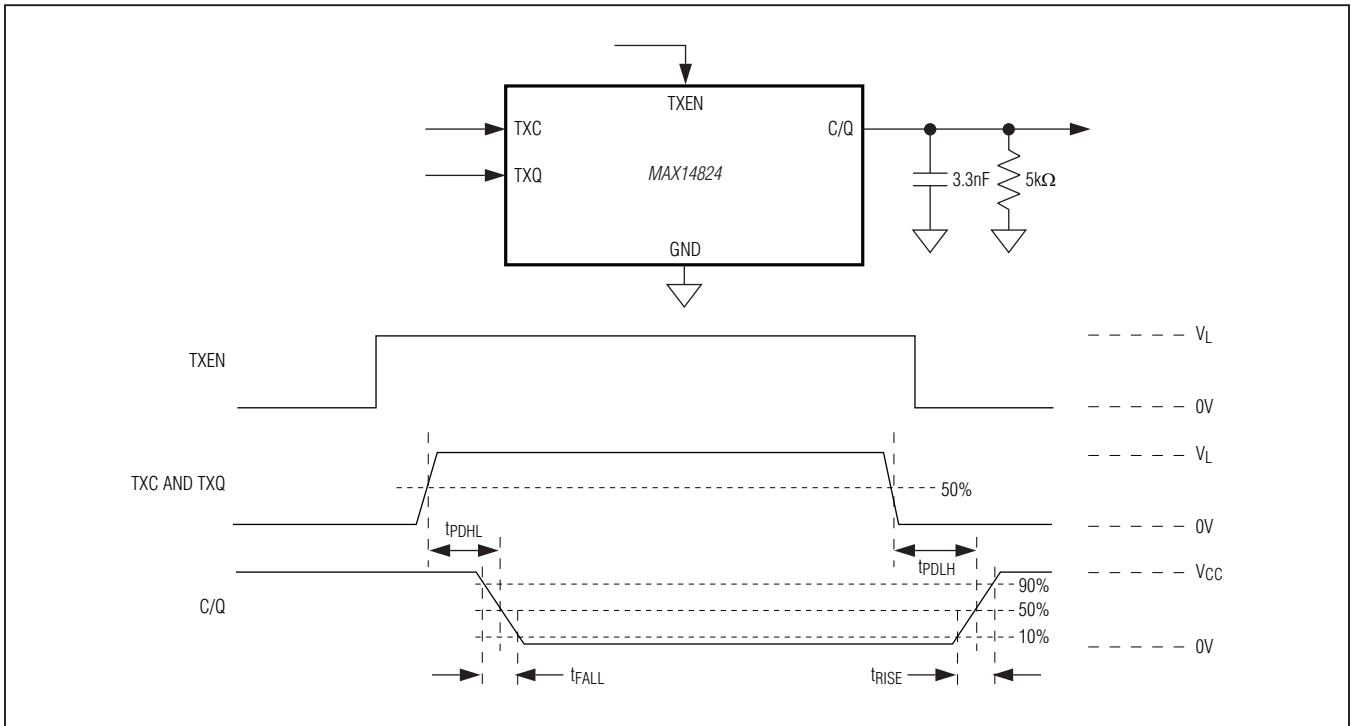 TXEN
TXC
C/Q
TXQ
MAX14824
3.3nF
5kΩ
GND
VL
TXEN
0V
VL
TXC AND TXQ
50%
0V
tPDHL
tPDLH
VCC
90%
C/Q
50%
10%
0V
tFALL
tRISE